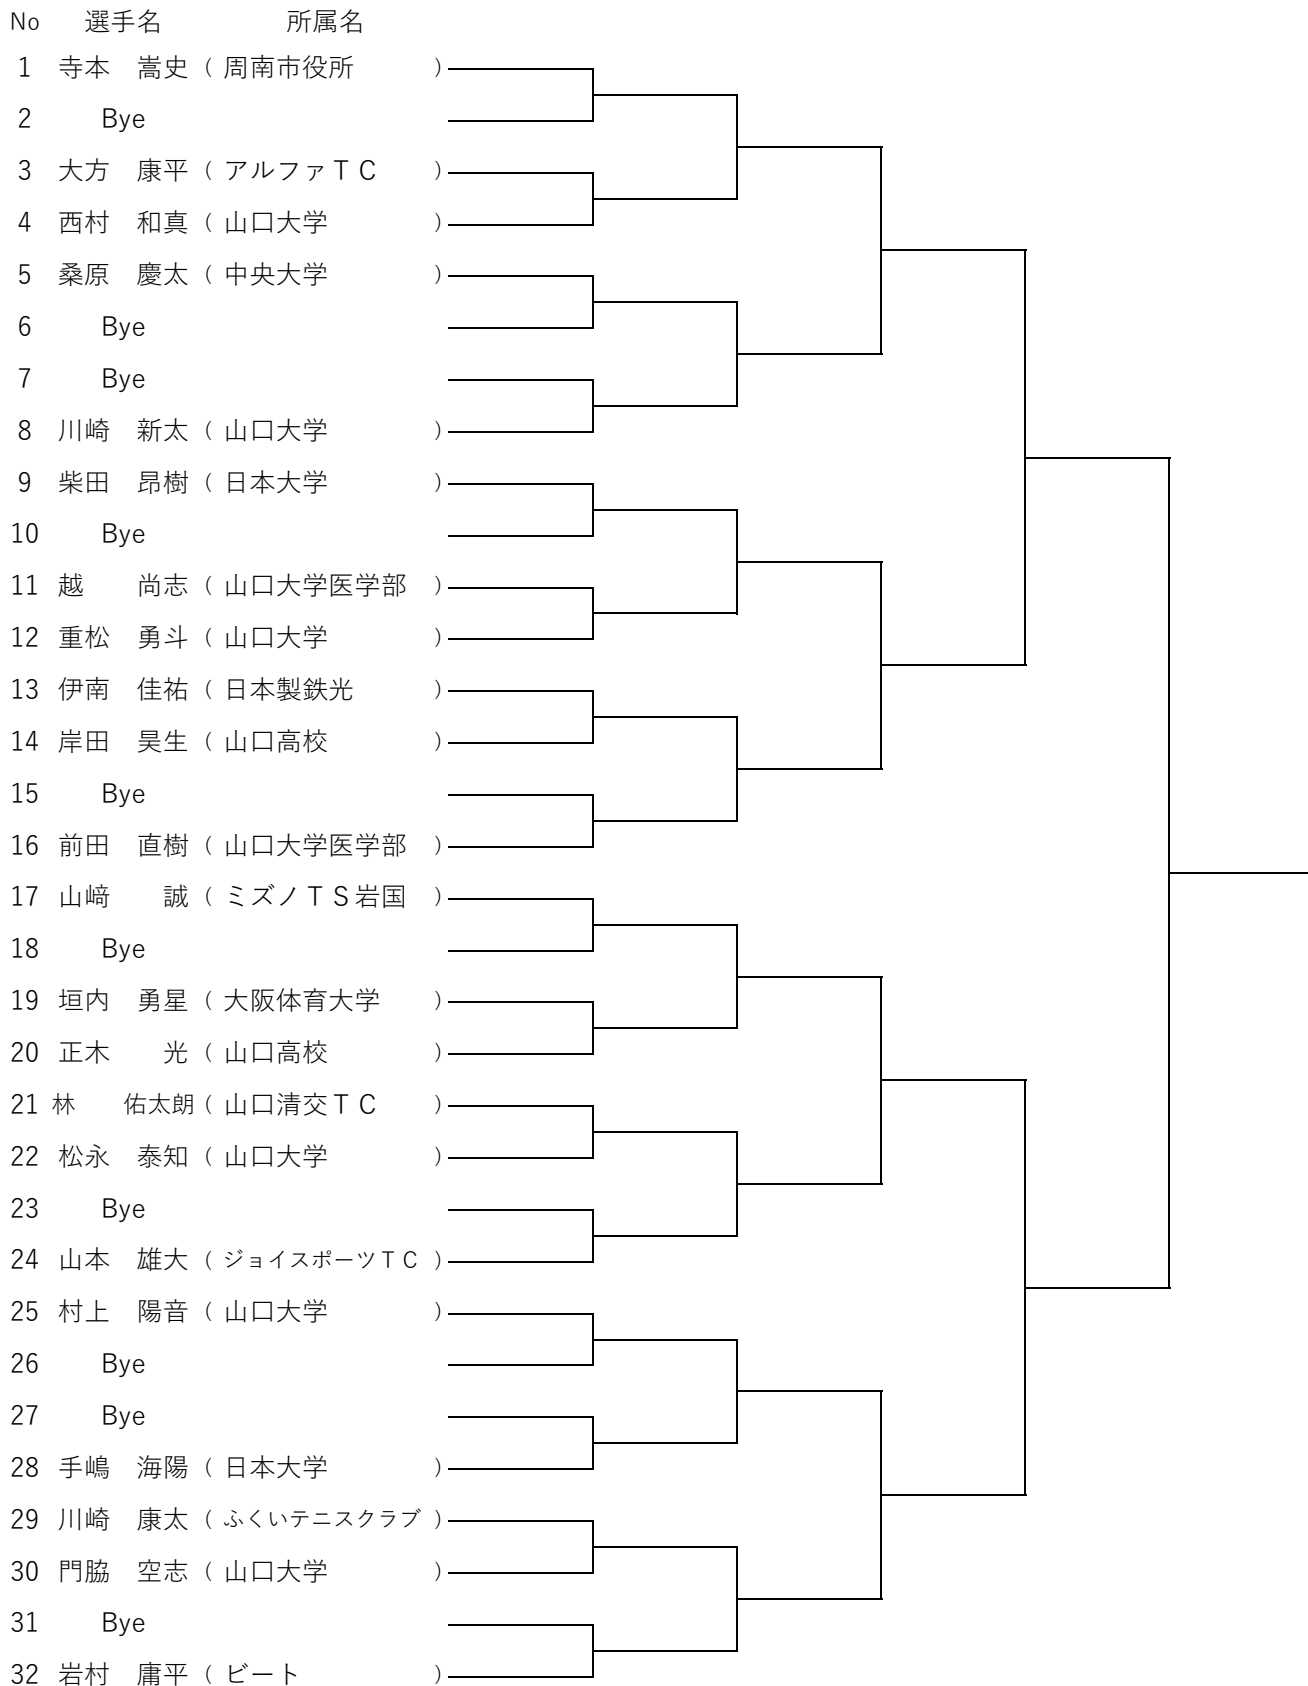 No 選手名 所属名
1 寺本 嵩史 ( 周南市役所 )
2 Bye
3 大方 康平 ( アルファＴＣ )
4 西村 和真 ( 山口大学 )
5 桑原 慶太 ( 中央大学 )
6 Bye
7 Bye
8 川崎 新太 ( 山口大学 )
9 柴田 昂樹 ( 日本大学 )
10 Bye
11 越 尚志 ( 山口大学医学部 )
12 重松 勇斗 ( 山口大学 )
13 伊南 佳祐 ( 日本製鉄光 )
14 岸田 昊生 ( 山口高校 )
15 Bye
16 前田 直樹 ( 山口大学医学部 )
17 山﨑 誠 ( ミズノＴＳ岩国 )
18 Bye
19 垣内 勇星 ( 大阪体育大学 )
20 正木 光 ( 山口高校 )
21 林 佑太朗 ( 山口清交ＴＣ )
22 松永 泰知 ( 山口大学 )
23 Bye
24 山本 雄大 ( ジョイスポーツＴＣ )
25 村上 陽音 ( 山口大学 )
26 Bye
27 Bye
28 手嶋 海陽 ( 日本大学 )
29 川崎 康太 ( ふくいテニスクラブ )
30 門脇 空志 ( 山口大学 )
31 Bye
32 岩村 庸平 ( ビート )